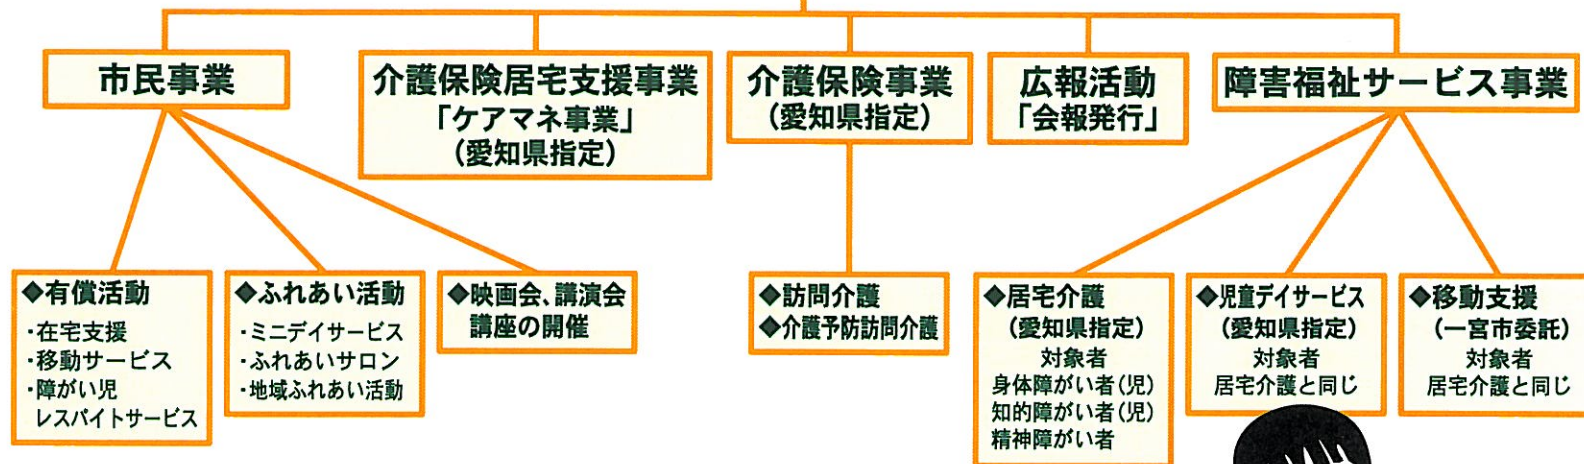 市民事業
介護保険居宅支援事業
「ケアマネ事業」
（愛知県指定）
介護保険事業
（愛知県指定）
広報活動
「会報発行」
障害福祉サービス事業
◆有償活動
・在宅支援
・移動サービス
・障がい児
レスパイトサービス
◆ふれあい活動
・ミニデイサービス
・ふれあいサロン
・地域ふれあい活動
◆映画会、講演会
講座の開催
◆訪問介護
◆介護予防訪問介護
◆居宅介護
（愛知県指定）
対象者
身体障がい者（児）
知的障がい者（児）
精神障がい者
◆児童デイサービス
（愛知県指定）
対象者
居宅介護と同じ
◆移動支援
（一宮市委託）
対象者
居宅介護と同じ